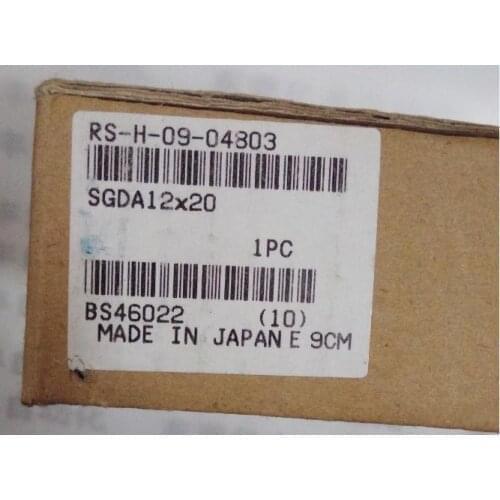 RS-H-09-04803
SGDA12x20
1PC
BS46022 (10)
MADE IN JAPAN E 9CM